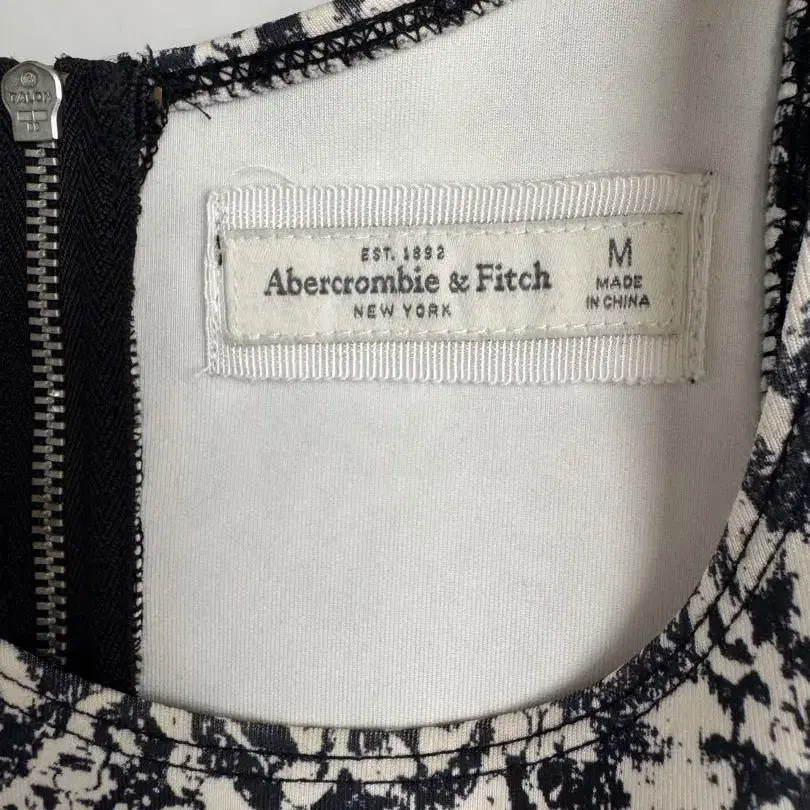 TALON
EST. 1892
Abercrombie & Fitch
NEW YORK
M
MADE
IN CHINA